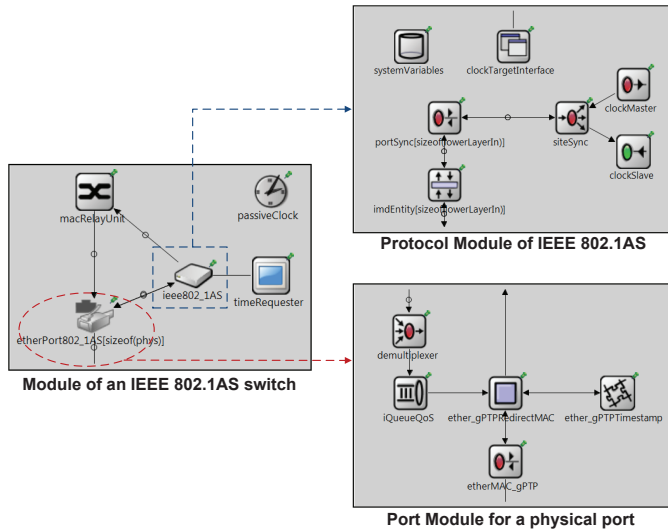 systemVariables
clockTargetInterface
clockMaster
portSync[sizeof(lowerLayerIn)]
siteSync
clockSlave
imdEntity[sizeof(lowerLayerIn)]
Protocol Module of IEEE 802.1AS
macRelayUnit
passiveClock
ieee802_1AS
timeRequester
etherPort802_1AS[sizeof(phys)]
Module of an IEEE 802.1AS switch
demultiplexer
iQueueQoS
ether_gPTPRedirectMAC
ether_gPTPTimestamp
etherMAC_gPTP
Port Module for a physical port